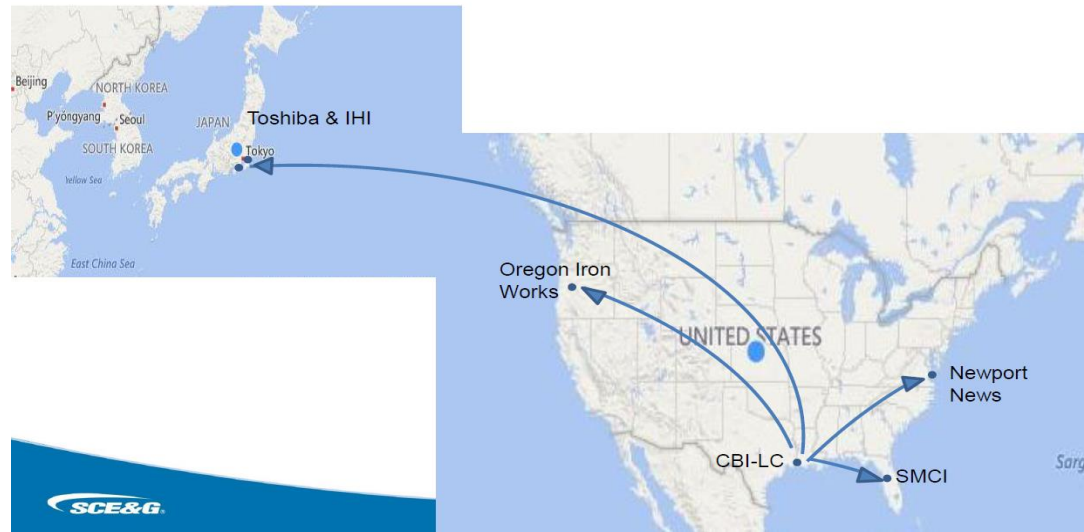 Beijing
NORTH KOREA
P'yŏngyang
Seoul
SOUTH KOREA
JAPAN
Toshiba & IHI
Tokyo
Yellow Sea
East China Sea
Oregon Iron
Works
UNITED STATES
Newport
News
CBI-LC
SMCI
Sarg
SCE&G